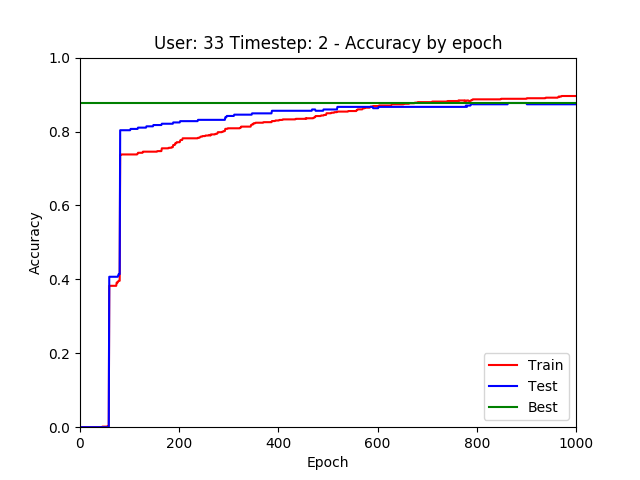 User: 33 Timestep: 2 - Accuracy by epoch
1.0
0.8
0.6
0.4
0.2
0.0
Accuracy
0 200 400 600 800 1000
Epoch
Train
Test
Best